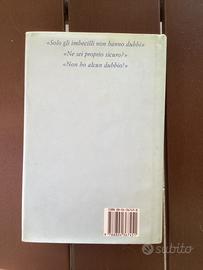 «Solo gli imbecilli non hanno dubbi»
«Ne sei proprio sicuro?»
«Non ho alcun dubbio!»
subito